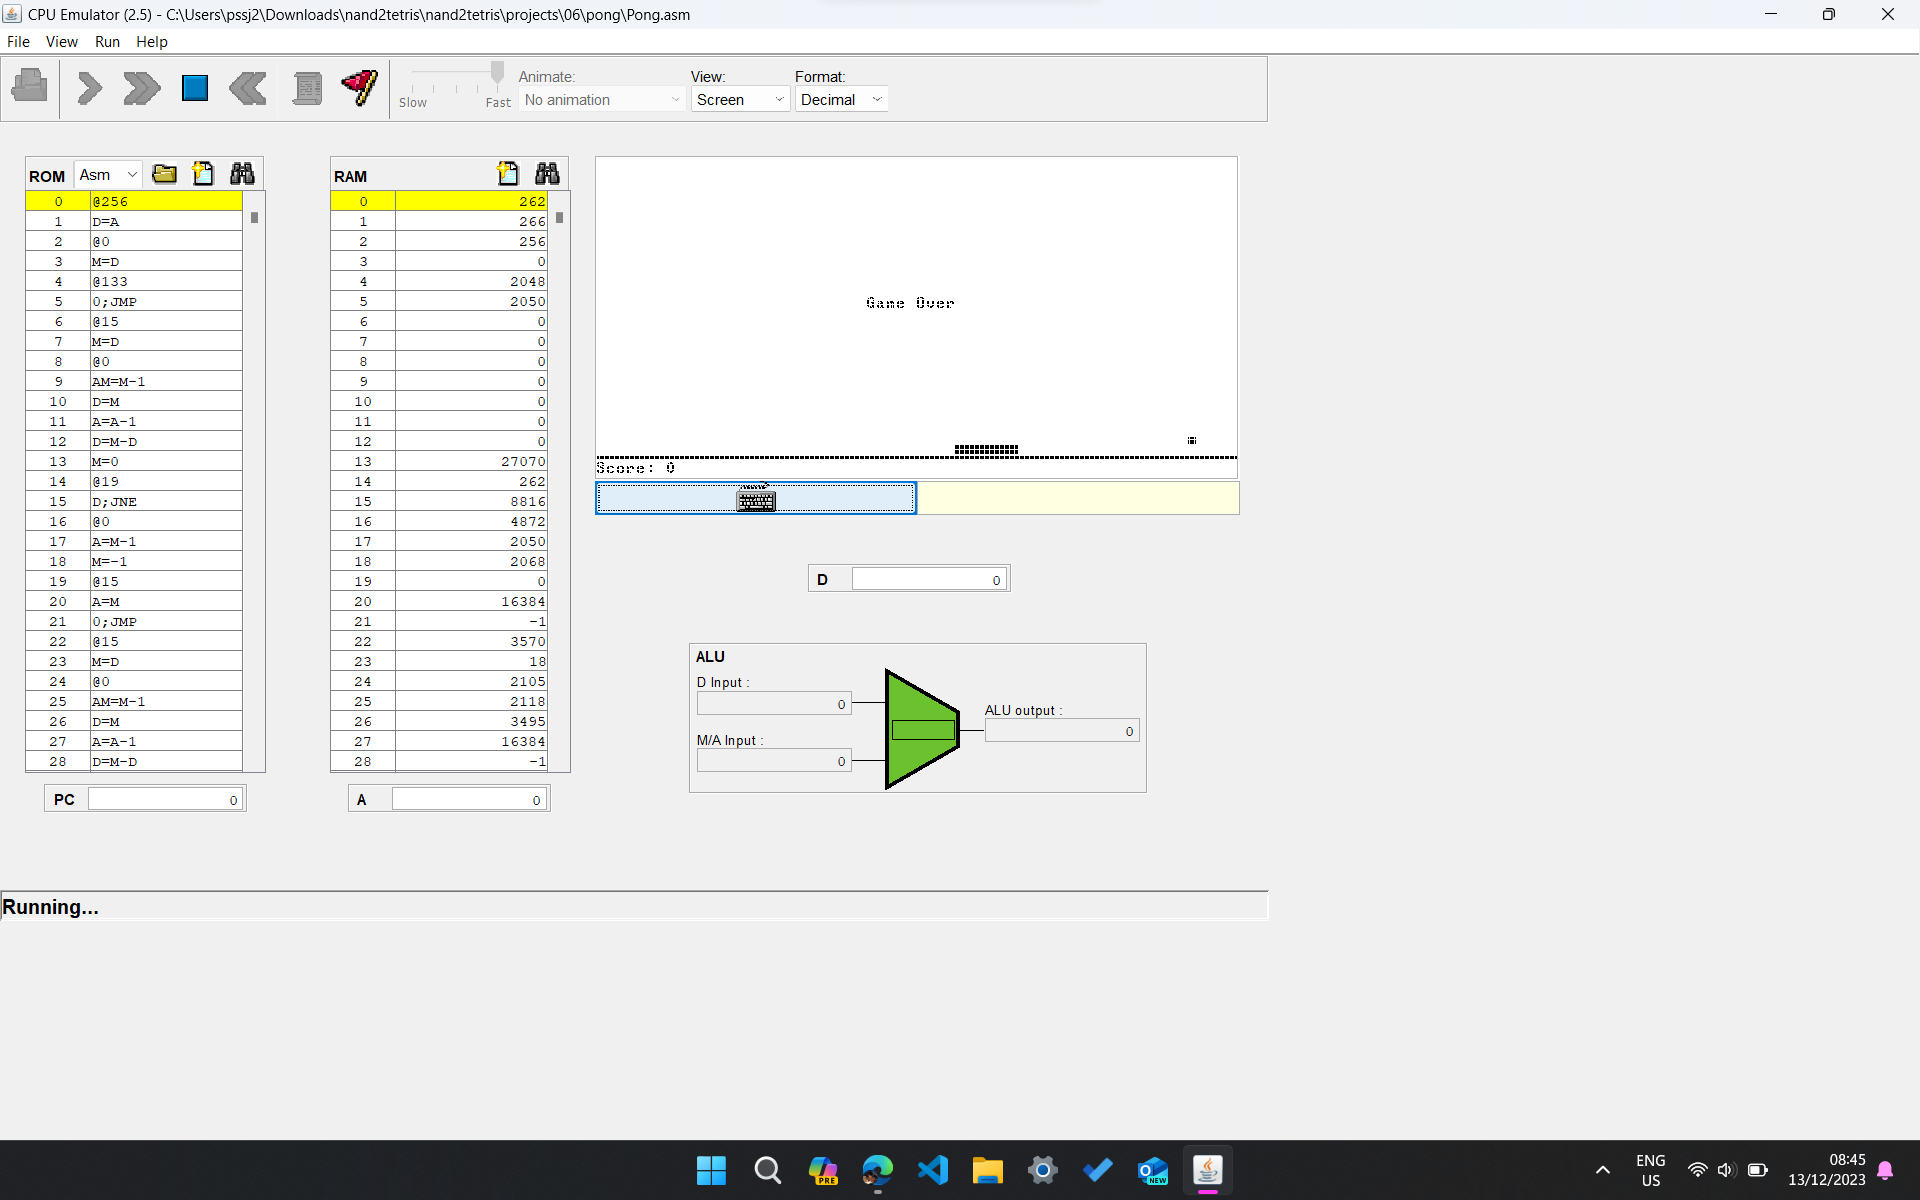 CPU Emulator (2.5) - C:\Users\pssj2\Downloads\nand2tetris\nand2tetris\projects\06\pong\Pong.asm
File View Run Help
Animate: View: Format:
Slow Fast No animation Screen Decimal
ROM Asm RAM
0 @256 0 262
1 D=A 1 266
2 @0 2 256
3 M=D 3 0
4 @133 4 2048
5 0;JMP 5 2050
6 @15 6 0
7 M=D 7 0
8 @0 8 0
9 AM=M-1 9 0
10 D=M 10 0
11 A=A-1 11 0
12 D=M-D 12 0
13 M=0 13 27070
14 @19 14 262
15 D;JNE 15 8816
16 @0 16 4872
17 A=M-1 17 2050
18 M=-1 18 2068
19 @15 19 0
20 A=M 20 16384
21 0;JMP 21 -1
22 @15 22 3570
23 M=D 23 18
24 @0 24 2105
25 AM=M-1 25 2118
26 D=M 26 3495
27 A=A-1 27 16384
28 D=M-D 28 -1
PC 0 A 0
Game Over
Score: 0
D 0
ALU
D Input :
0
M/A Input :
0
ALU output :
0
Running...
PRE
NEW
ENG
US
08:45
13/12/2023